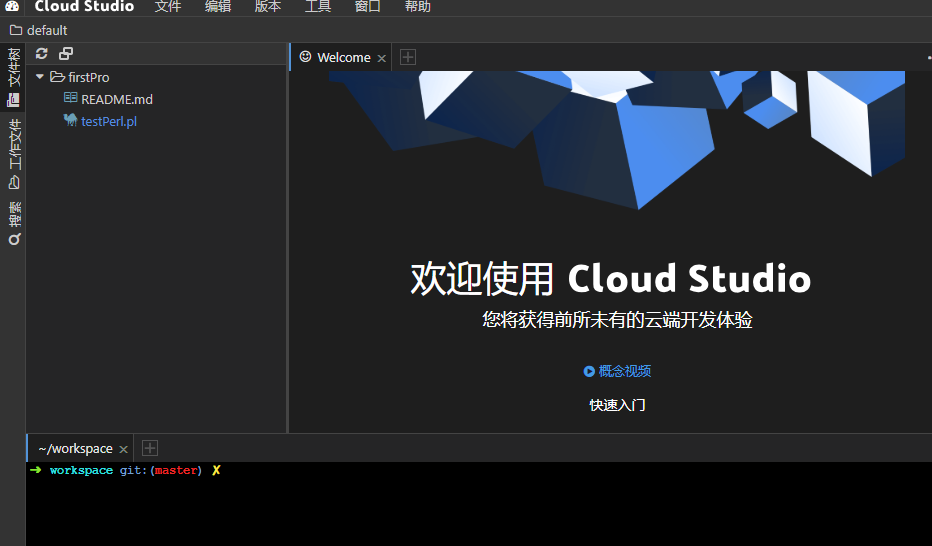 Cloud Studio 文件 编辑 版本 工具 窗口 帮助
default
文件树
工作文件
搜索
firstPro
README.md
testPerl.pl
Welcome
欢迎使用 Cloud Studio
您将获得前所未有的云端开发体验
概念视频
快速入门
~/workspace
➜ workspace git:(master) ✗